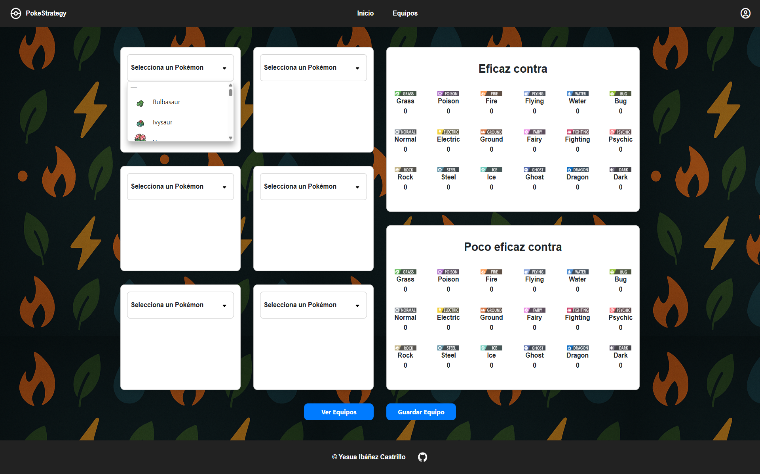 PokeStrategy
Inicio
Equipos
Selecciona un Pokémon
Bulbasaur
Ivysaur
Selecciona un Pokémon
Selecciona un Pokémon
Selecciona un Pokémon
Selecciona un Pokémon
Selecciona un Pokémon
Eficaz contra
GRASS POISON FIRE FLYING WATER BUG
Grass Poison Fire Flying Water Bug
0 0 0 0 0 0
NORMAL ELECTRIC GROUND FAIRY FIGHTING PSYCHIC
Normal Electric Ground Fairy Fighting Psychic
0 0 0 0 0 0
ROCK STEEL ICE GHOST DRAGON DARK
Rock Steel Ice Ghost Dragon Dark
0 0 0 0 0 0
Poco eficaz contra
GRASS POISON FIRE FLYING WATER BUG
Grass Poison Fire Flying Water Bug
0 0 0 0 0 0
NORMAL ELECTRIC GROUND FAIRY FIGHTING PSYCHIC
Normal Electric Ground Fairy Fighting Psychic
0 0 0 0 0 0
ROCK STEEL ICE GHOST DRAGON DARK
Rock Steel Ice Ghost Dragon Dark
0 0 0 0 0 0
Ver Equipos
Guardar Equipo
© Yesua Ibáñez Castrillo